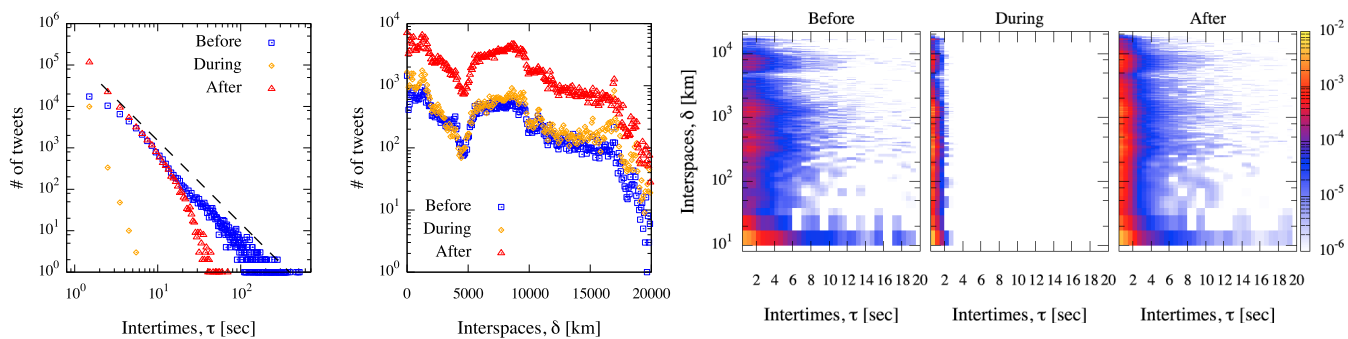 # of tweets
10^6
10^5
10^4
10^3
10^2
10^1
10^0
Before
During
After
10^0 10^1 10^2
Intertimes, τ [sec]
# of tweets
10^4
10^3
10^2
10^1
10^0
Before
During
After
0 5000 10000 15000 20000
Interspaces, δ [km]
Before During After
Interspaces, δ [km]
10^4
10^3
10^2
10^1
2 4 6 8 10 12 14 16 18 20
2 4 6 8 10 12 14 16 18 20
2 4 6 8 10 12 14 16 18 20
Intertimes, τ [sec] Intertimes, τ [sec] Intertimes, τ [sec]
10^-2
10^-3
10^-4
10^-5
10^-6